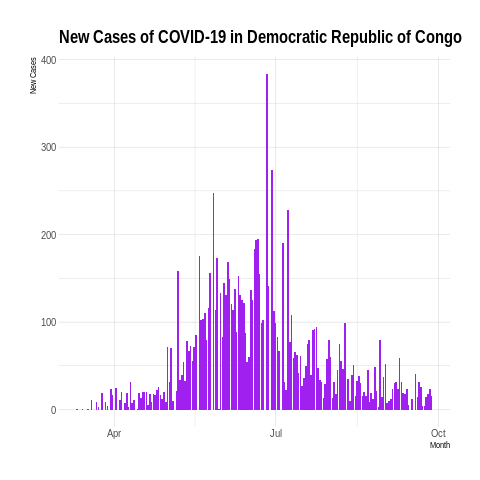 New Cases of COVID-19 in Democratic Republic of Congo
New Cases
400
300
200
100
0
Apr
Jul
Oct
Month